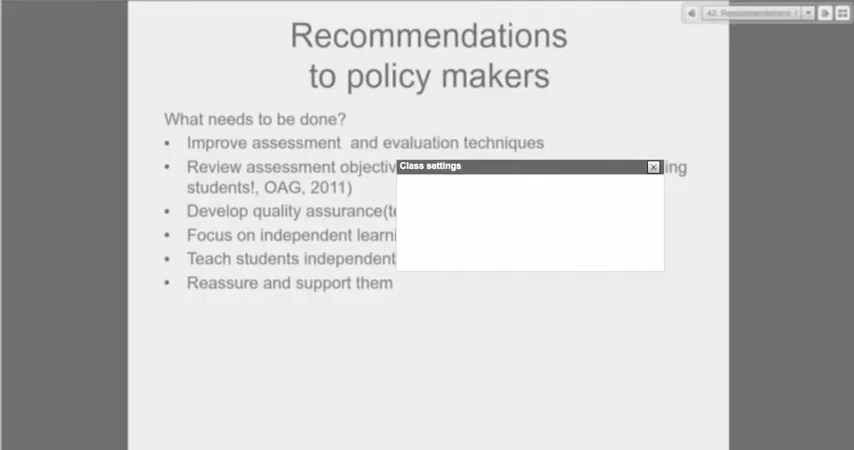 42. Recommendations
Recommendations
to policy makers
What needs to be done?
• Improve assessment and evaluation techniques
• Review assessment objectiv ing
students!, OAG, 2011)
• Develop quality assurance(te
• Focus on independent learni
• Teach students independent
• Reassure and support them
Class settings